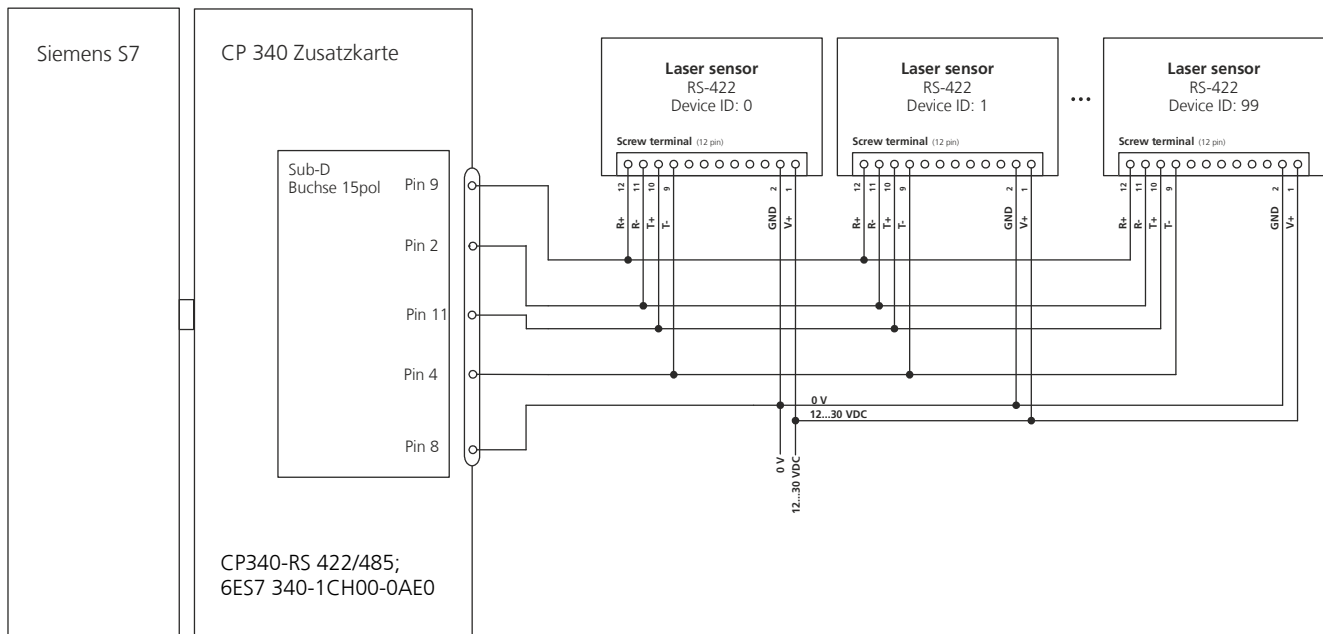 Siemens S7
CP 340 Zusatzkarte
Sub-D
Buchse 15pol
Pin 9
Pin 2
Pin 11
Pin 4
Pin 8
CP340-RS 422/485;
6ES7 340-1CH00-0AE0
Laser sensor
RS-422
Device ID: 0
Screw terminal (12 pin)
12
11
10
9
2
1
R+
R-
T+
T-
GND
V+
Laser sensor
RS-422
Device ID: 1
Screw terminal (12 pin)
12
11
10
9
2
1
R+
R-
T+
T-
GND
V+
...
Laser sensor
RS-422
Device ID: 99
Screw terminal (12 pin)
12
11
10
9
2
1
R+
R-
T+
T-
GND
V+
0 V
12...30 VDC
0 V
12...30 VDC